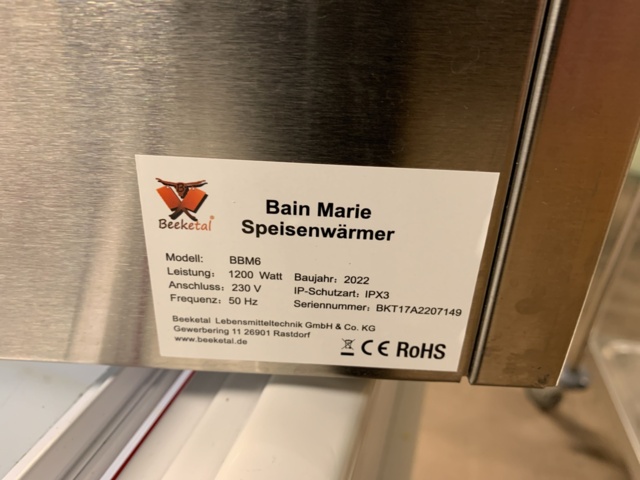 Beeketal®
Bain Marie
Speisenwärmer
Modell: BBM6
Leistung: 1200 Watt
Anschluss: 230 V
Frequenz: 50 Hz
Baujahr: 2022
IP-Schutzart: IPX3
Seriennummer: BKT17A2207149
Beeketal Lebensmitteltechnik GmbH & Co. KG
Gewerbering 11 26901 Rastdorf
www.beeketal.de
CE RoHS